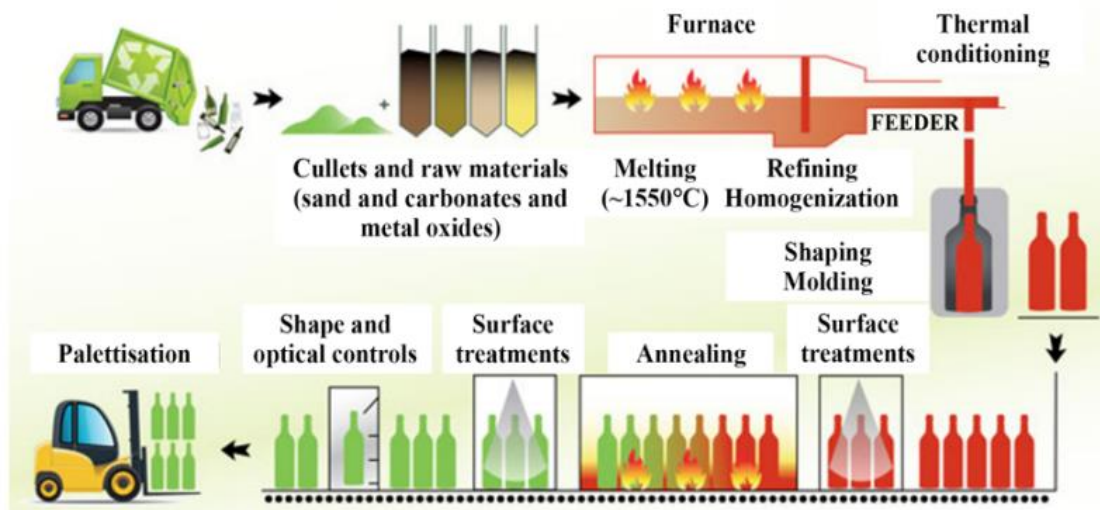 Furnace
Thermal
conditioning
+
FEEDER
Cullets and raw materials
(sand and carbonates and
metal oxides)
Melting
(~1550°C)
Refining
Homogenization
Shaping
Molding
Palettisation
Shape and
optical controls
Surface
treatments
Annealing
Surface
treatments